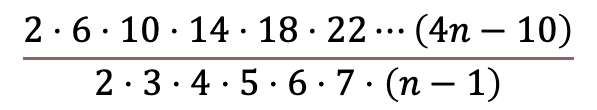 2 · 6 · 10 · 14 · 18 · 22 ⋯ (4n − 10)
2 · 3 · 4 · 5 · 6 · 7 · (n − 1)